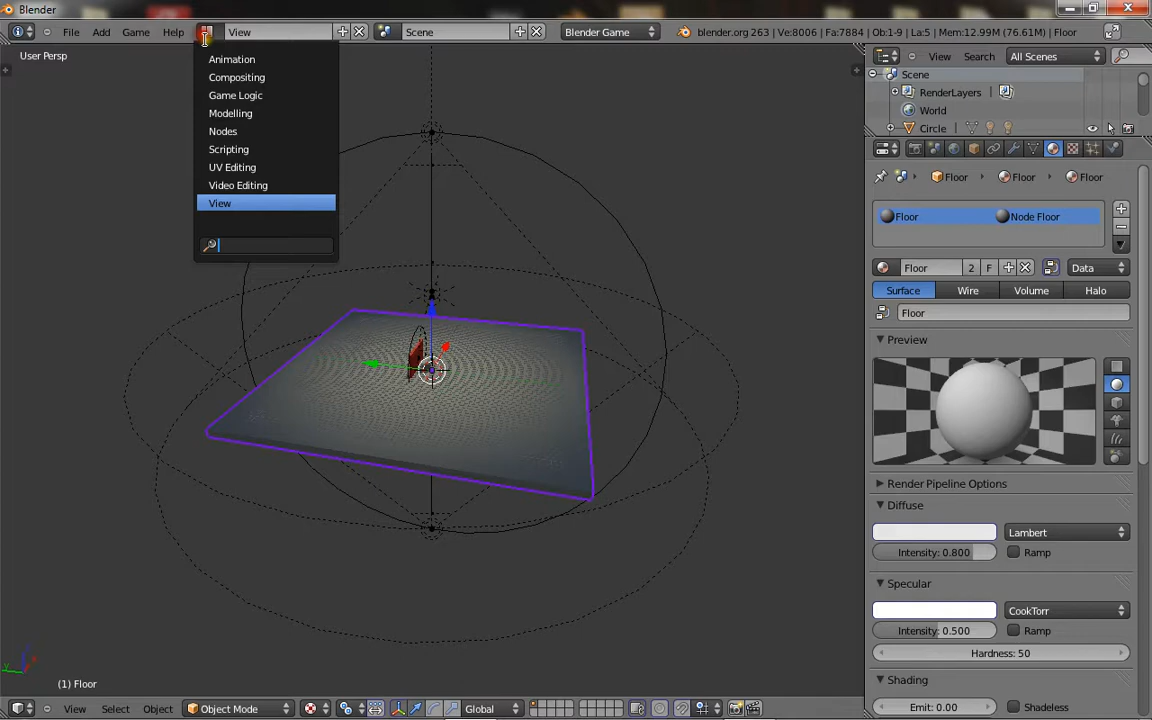 Blender
File Add Game Help View Scene Blender Game blender.org 263 | Ve:8006 | Fa:7884 | Ob:1-9 | La:5 | Mem:12.99M (76.61M) | Floor
User Persp
Animation
Compositing
Game Logic
Modelling
Nodes
Scripting
UV Editing
Video Editing
View
View Search All Scenes
Scene
RenderLayers
World
Circle
Floor Floor Floor
Floor Node Floor
Floor 2 F Data
Surface Wire Volume Halo
Floor
Preview
Render Pipeline Options
Diffuse
Lambert
Intensity: 0.800 Ramp
Specular
CookTorr
Intensity: 0.500 Ramp
Hardness: 50
Shading
Emit: 0.00 Shadeless
(1) Floor
View Select Object Object Mode Global